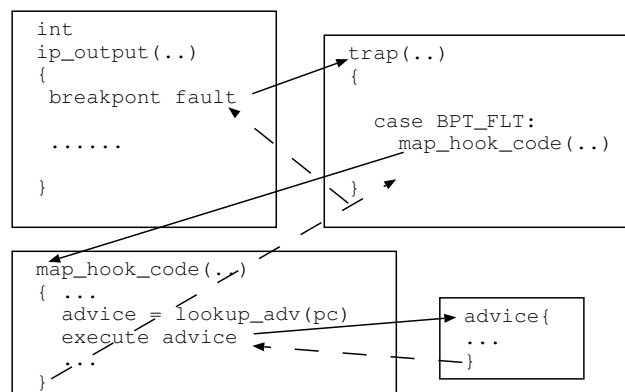 int
ip_output(..)
{
breakpont fault
......
}
trap(..)
{
case BPT_FLT:
map_hook_code(..)
}
map_hook_code(..)
{ ...
advice = lookup_adv(pc)
execute advice
...
}
advice{
...
}